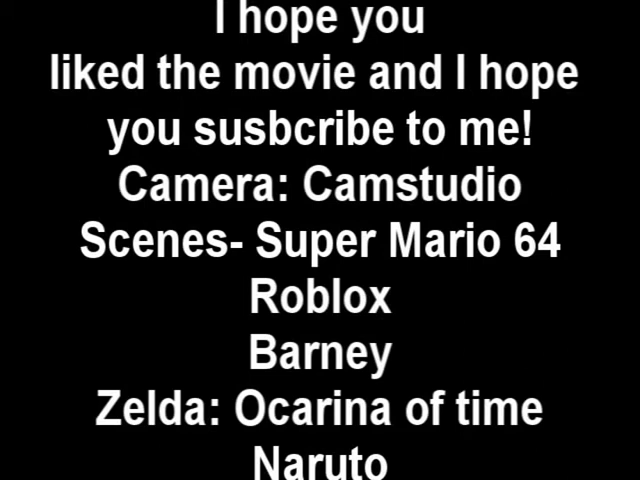 I hope you
liked the movie and I hope
you susbcribe to me!
Camera: Camstudio
Scenes- Super Mario 64
Roblox
Barney
Zelda: Ocarina of time
Naruto